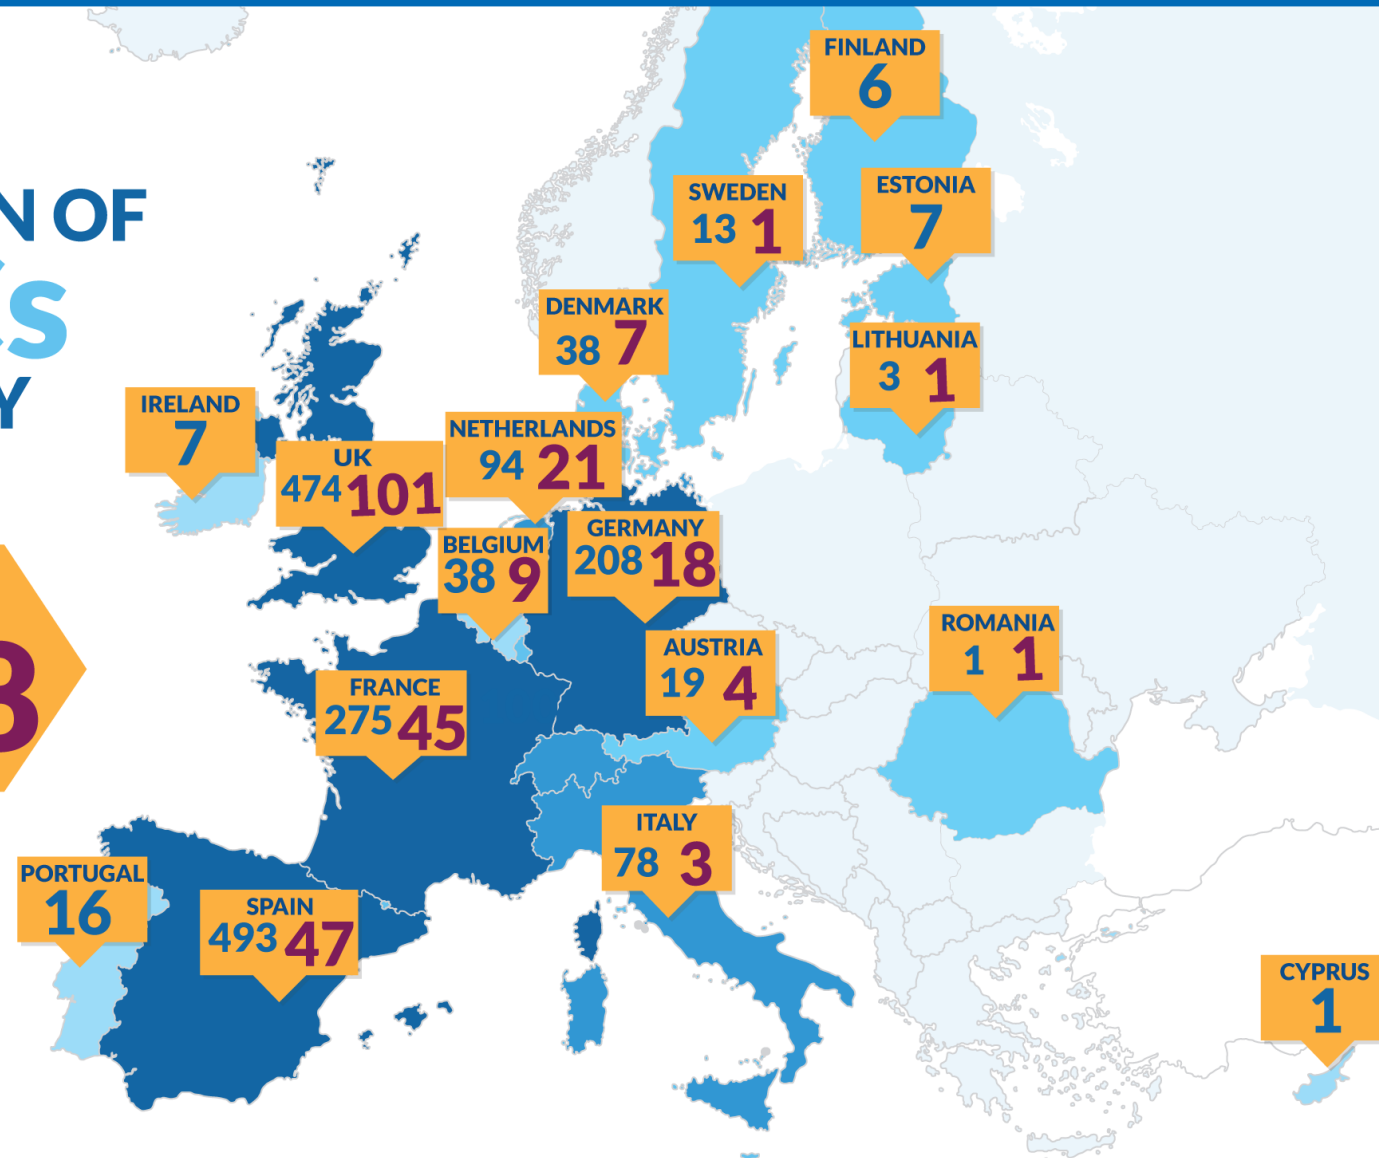 N OF
Y
3
FINLAND
6
SWEDEN
13 1
ESTONIA
7
DENMARK
38 7
LITHUANIA
3 1
IRELAND
7
UK
474 101
NETHERLANDS
94 21
BELGIUM
38 9
GERMANY
208 18
AUSTRIA
19 4
ROMANIA
1 1
FRANCE
275 45
ITALY
78 3
PORTUGAL
16
SPAIN
493 47
CYPRUS
1